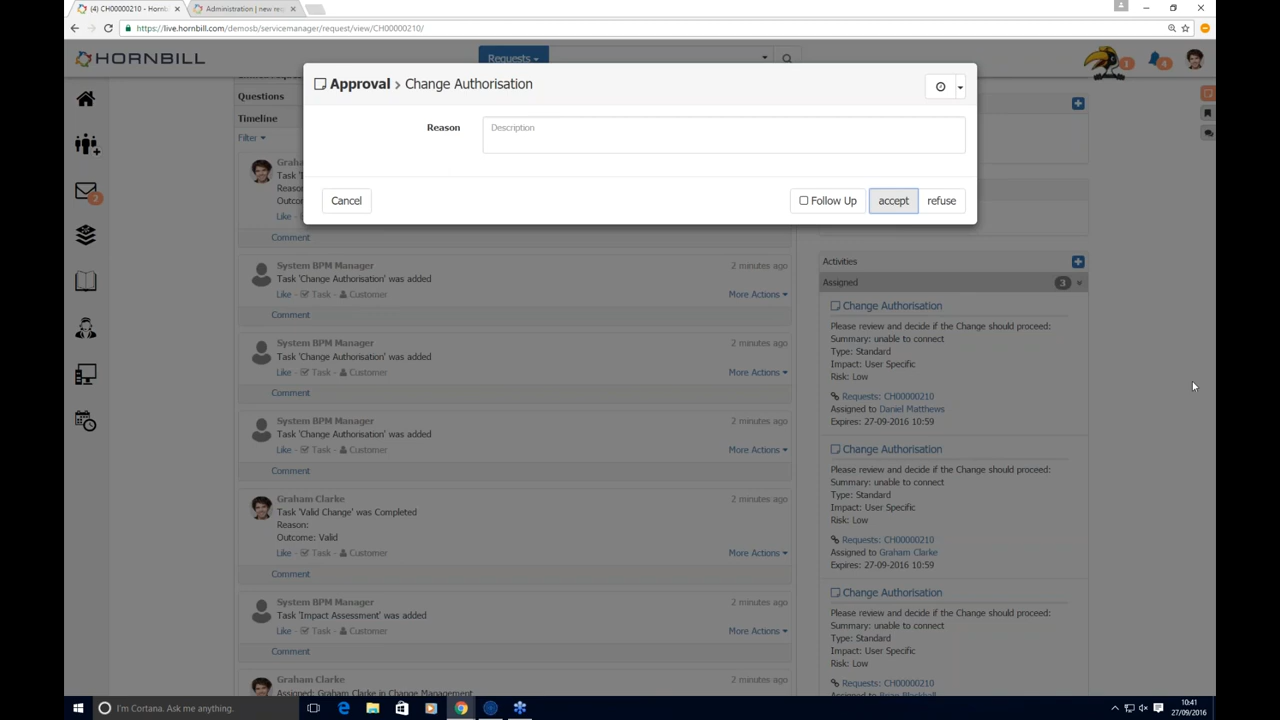 (4) CH00000210 - Hornb
Administration | new re
https://live.hornbill.com/demosb/servicemanager/request/view/CH00000210/
HORNBILL
Requests
1
4
2
Approval > Change Authorisation
Reason
Description
Cancel
Follow Up
accept
refuse
Questions
Timeline
Filter
Task
Reason
Outcome
Like -
Comment
System BPM Manager
2 minutes ago
Task 'Change Authorisation' was added
Like - Task - Customer
More Actions
Comment
System BPM Manager
2 minutes ago
Task 'Change Authorisation' was added
Like - Task - Customer
More Actions
Comment
System BPM Manager
2 minutes ago
Task 'Change Authorisation' was added
Like - Task - Customer
More Actions
Comment
Graham Clarke
2 minutes ago
Task 'Valid Change' was Completed
Reason:
Outcome: Valid
Like - Task - Customer
More Actions
Comment
System BPM Manager
2 minutes ago
Task 'Impact Assessment' was added
Like - Task - Customer
More Actions
Comment
Graham Clarke
2 minutes ago
Assigned: Graham Clarke in Change Management
Activities
Assigned
3
Change Authorisation
Please review and decide if the Change should proceed:
Summary: unable to connect
Type: Standard
Impact: User Specific
Risk: Low
Requests: CH00000210
Assigned to Daniel Matthews
Expires: 27-09-2016 10:59
Change Authorisation
Please review and decide if the Change should proceed:
Summary: unable to connect
Type: Standard
Impact: User Specific
Risk: Low
Requests: CH00000210
Assigned to Graham Clarke
Expires: 27-09-2016 10:59
Change Authorisation
Please review and decide if the Change should proceed:
Summary: unable to connect
Type: Standard
Impact: User Specific
Risk: Low
Requests: CH00000210
I'm Cortana. Ask me anything.
10:41
27/09/2016